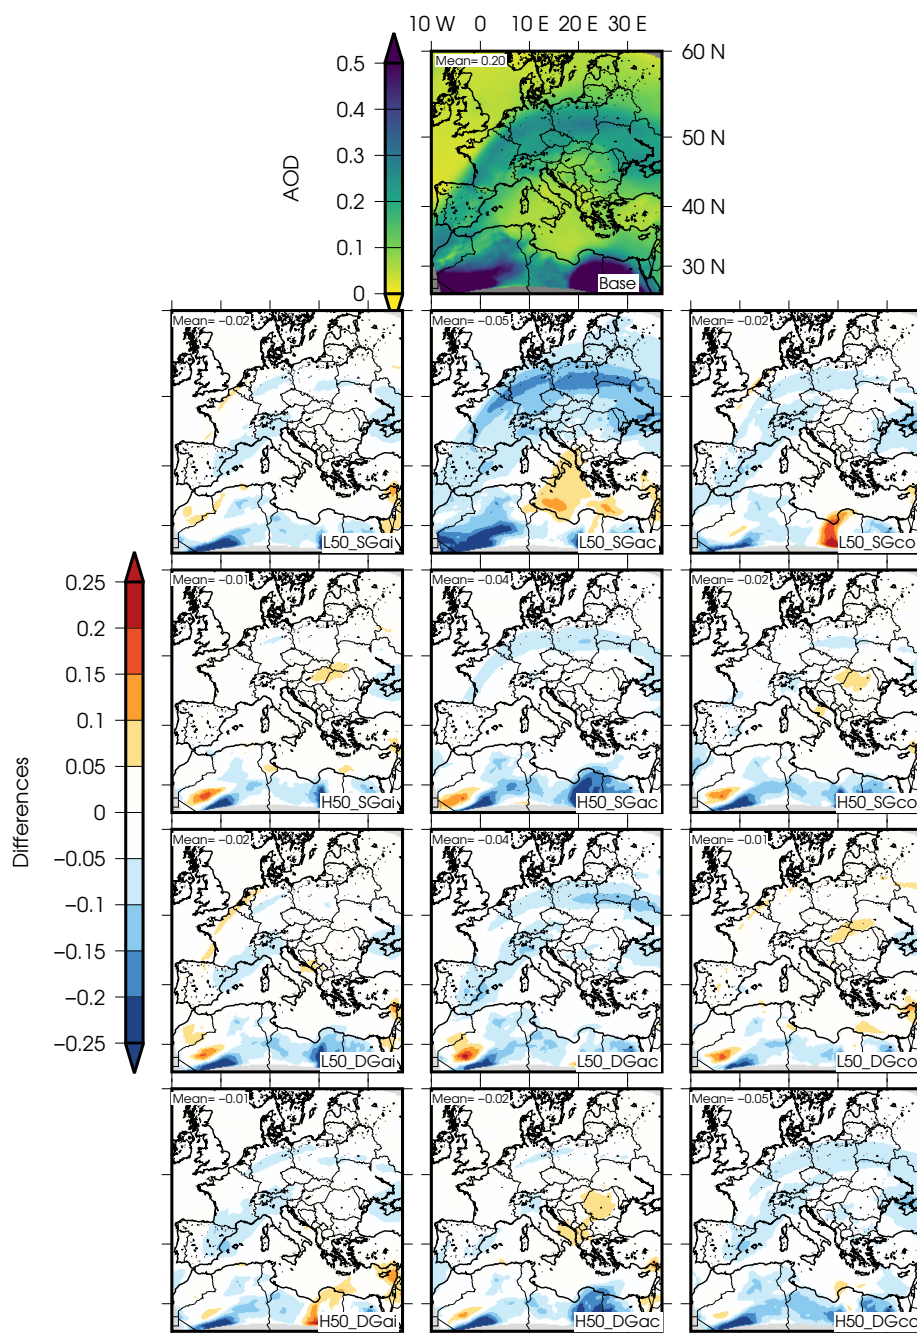 10 W 0 10 E 20 E 30 E
Mean= 0.20
60 N
50 N
40 N
30 N
0.5
0.4
0.3
0.2
0.1
0
AOD
Base
Mean= −0.02
L50_SGai
Mean= −0.05
L50_SGac
Mean= −0.02
L50_SGco
Differences
0.25
0.2
0.15
0.1
0.05
0
−0.05
−0.1
−0.15
−0.2
−0.25
Mean= −0.01
H50_SGai
Mean= −0.04
H50_SGac
Mean= −0.02
H50_SGco
Mean= −0.02
L50_DGai
Mean= −0.04
L50_DGac
Mean= −0.01
L50_DGco
Mean= −0.01
H50_DGai
Mean= −0.02
H50_DGac
Mean= −0.05
H50_DGco